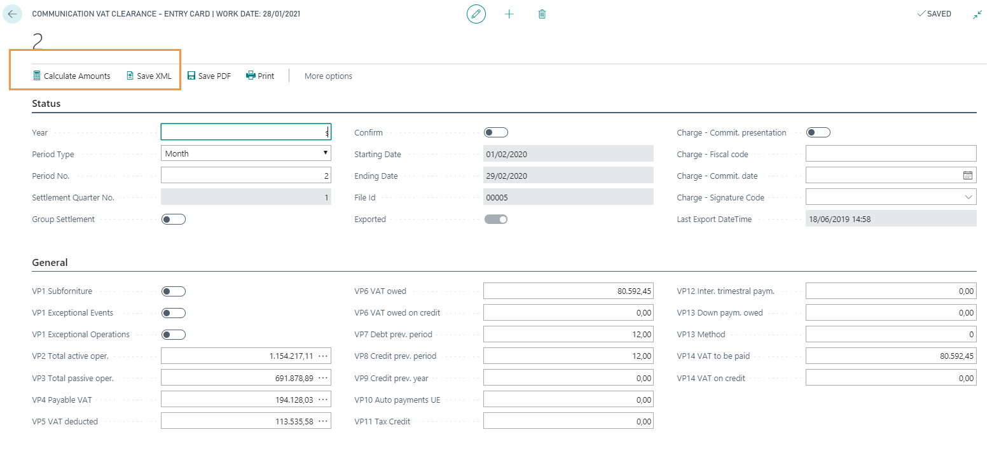 COMMUNICATION VAT CLEARANCE - ENTRY CARD | WORK DATE: 28/01/2021
SAVED
2
Calculate Amounts Save XML Save PDF Print More options
Status
Year Confirm Charge - Commit. presentation
Period Type Month Starting Date 01/02/2020 Charge - Fiscal code
Period No. 2 Ending Date 29/02/2020 Charge - Commit. date
Settlement Quarter No. 1 File Id 00005 Charge - Signature Code
Group Settlement Exported Last Export DateTime 18/06/2019 14:58
General
VP1 Subforniture VP6 VAT owed 80.592,45 VP12 Inter. trimestral paym. 0,00
VP1 Exceptional Events VP6 VAT owed on credit 0,00 VP13 Down paym. owed 0,00
VP1 Exceptional Operations VP7 Debt prev. period 12,00 VP13 Method 0
VP2 Total active oper. 1.154.217,11 ··· VP8 Credit prev. period 12,00 VP14 VAT to be paid 80.592,45
VP3 Total passive oper. 691.878,89 ··· VP9 Credit prev. year 0,00 VP14 VAT on credit 0,00
VP4 Payable VAT 194.128,03 ··· VP10 Auto payments UE 0,00
VP5 VAT deducted 113.535,58 ··· VP11 Tax Credit 0,00